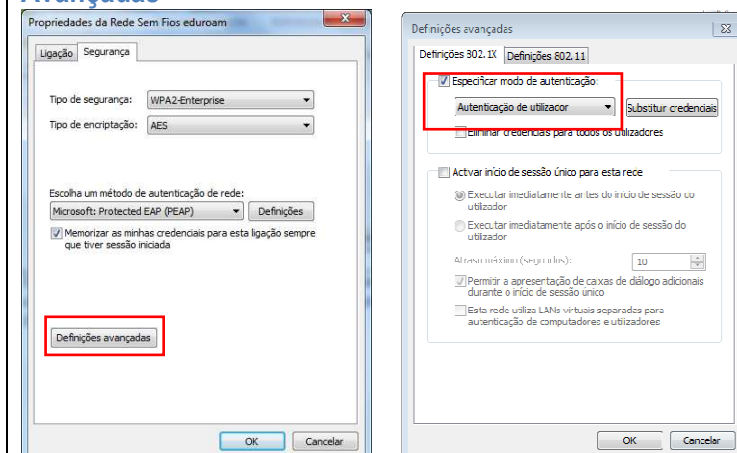 Avançadas
Propriedades da Rede Sem Fios eduroam
Ligação Segurança
Tipo de segurança: WPA2-Enterprise
Tipo de encriptação: AES
Escolha um método de autenticação de rede:
Microsoft: Protected EAP (PEAP) Definições
Memorizar as minhas credenciais para esta ligação sempre
que tiver sessão iniciada
Definições avançadas
OK Cancelar
Definições avançadas
Definições 802.1X Definições 802.11
Especificar modo de autenticação:
Autenticação de utilizador Substituir credenciais
Eliminar credenciais para todos os utilizadores
Activar início de sessão único para esta rede
Executar imediatamente antes do início de sessão do
utilizador
Executar imediatamente após o início de sessão do
utilizador
Atraso máximo (segundos): 10
Permitir a apresentação de caixas de diálogo adicionais
durante o início de sessão único
Esta rede utiliza LANs virtuais separadas para
autenticação de computadores e utilizadores
OK Cancelar